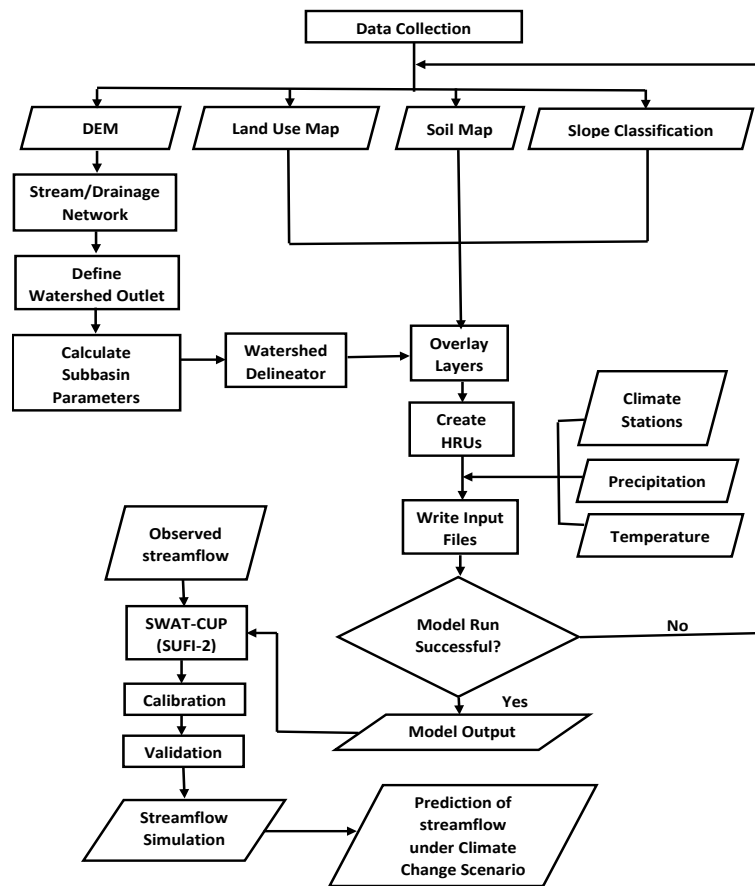 Data Collection
DEM
Land Use Map
Soil Map
Slope Classification
Stream/Drainage
Network
Define
Watershed Outlet
Calculate
Subbasin
Parameters
Watershed
Delineator
Overlay
Layers
Create
HRUs
Climate
Stations
Precipitation
Temperature
Write Input
Files
Observed
streamflow
Model Run
Successful?
No
Yes
SWAT-CUP
(SUFI-2)
Calibration
Validation
Model Output
Streamflow
Simulation
Prediction of
streamflow
under Climate
Change Scenario